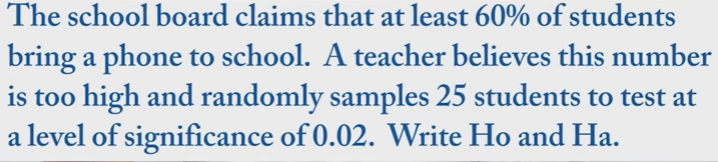 The school board claims that at least 60% of students
bring a phone to school. A teacher believes this number
is too high and randomly samples 25 students to test at
a level of significance of 0.02. Write Ho and Ha.